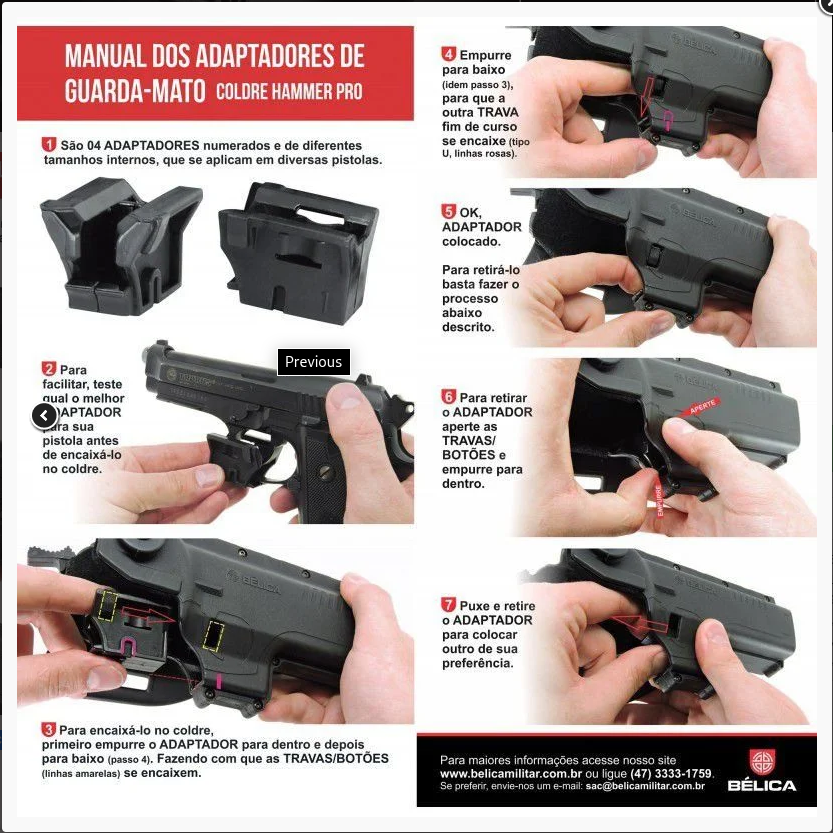 MANUAL DOS ADAPTADORES DE
GUARDA-MATO COLDRE HAMMER PRO
1 São 04 ADAPTADORES numerados e de diferentes
tamanhos internos, que se aplicam em diversas pistolas.
Previous
2 Para
facilitar, teste
qual o melhor
ADAPTADOR
para sua
pistola antes
de encaixá-lo
no coldre.
BÉLICA
3 Para encaixá-lo no coldre,
primeiro empurre o ADAPTADOR para dentro e depois
para baixo (passo 4). Fazendo com que as TRAVAS/BOTÕES
(linhas amarelas) se encaixem.
4 Empurre
para baixo
(idem passo 3),
para que a
outra TRAVA
fim de curso
se encaixe (tipo
U, linhas rosas).
BÉLICA
5 OK,
ADAPTADOR
colocado.
Para retirá-lo
basta fazer o
processo
abaixo
descrito.
BÉLICA
6 Para retirar
o ADAPTADOR
aperte as
TRAVAS/
BOTÕES e
empurre para
dentro.
APERTE
EMPURRE
7 Puxe e retire
o ADAPTADOR
para colocar
outro de sua
preferência.
BÉLICA
Para maiores informações acesse nosso site
www.belicamilitar.com.br ou ligue (47) 3333-1759.
Se preferir, envie-nos um e-mail: sac@belicamilitar.com.br
BÉLICA